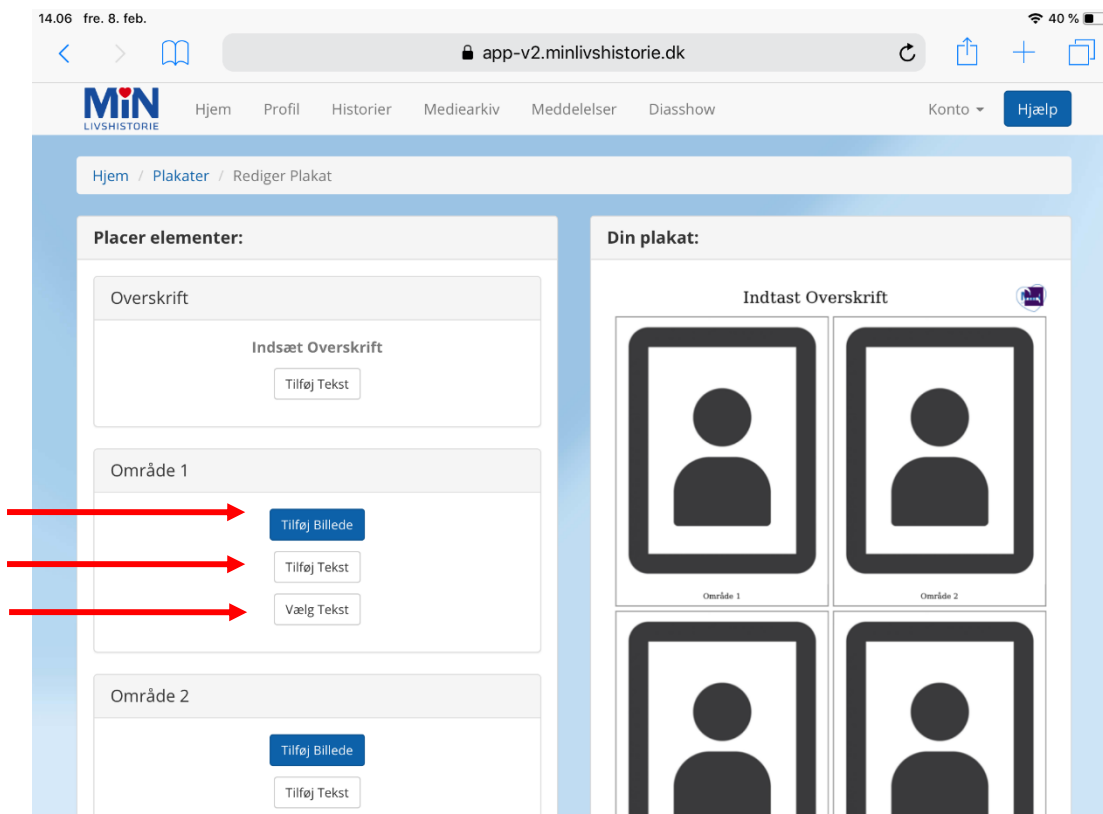 14.06 fre. 8. feb. 40 %
app-v2.minlivshistorie.dk
MiN
LIVSHISTORIE
Hjem Profil Historier Mediearkiv Meddelelser Diasshow Konto Hjælp
Hjem / Plakater / Rediger Plakat
Placer elementer:
Overskrift
Indsæt Overskrift
Tilføj Tekst
Område 1
Tilføj Billede
Tilføj Tekst
Vælg Tekst
Område 2
Tilføj Billede
Tilføj Tekst
Din plakat:
Indtast Overskrift
Område 1 Område 2